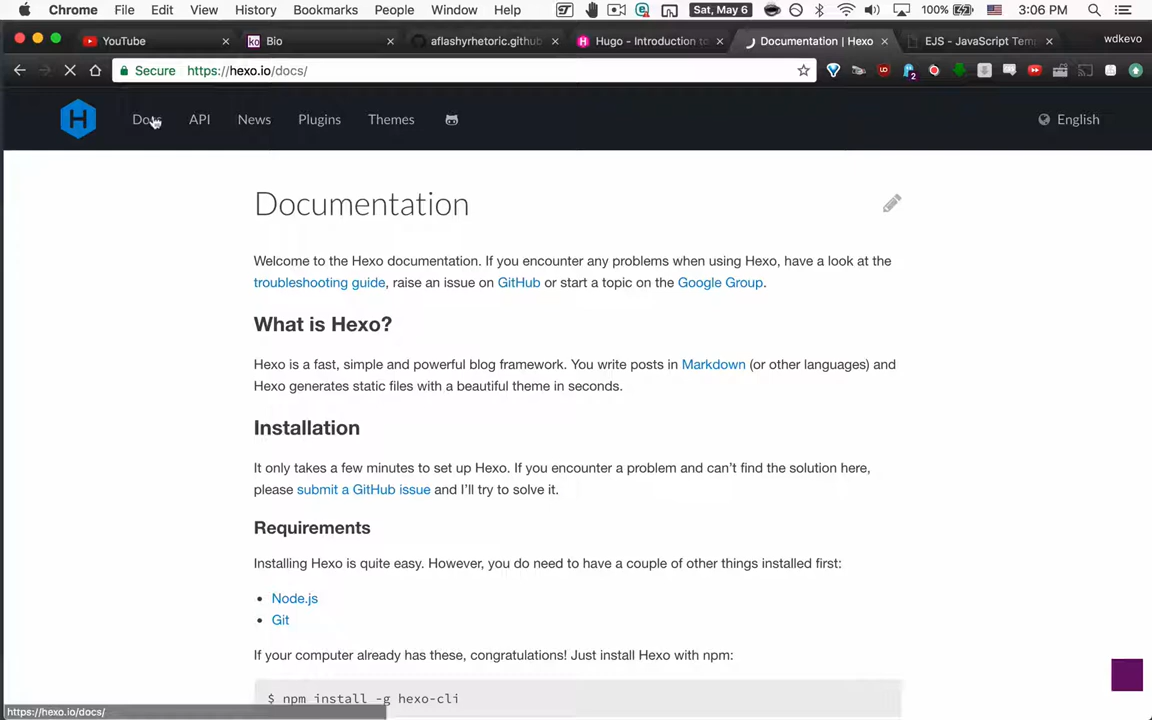 Chrome File Edit View History Bookmarks People Window Help Sat, May 6 100% 3:06 PM
YouTube Bio aflashyrhetoric.github Hugo - Introduction to Documentation | Hexo EJS - JavaScript Tem wdkevo
Secure https://hexo.io/docs/
Docs API News Plugins Themes English
Documentation
Welcome to the Hexo documentation. If you encounter any problems when using Hexo, have a look at the
troubleshooting guide, raise an issue on GitHub or start a topic on the Google Group.
What is Hexo?
Hexo is a fast, simple and powerful blog framework. You write posts in Markdown (or other languages) and
Hexo generates static files with a beautiful theme in seconds.
Installation
It only takes a few minutes to set up Hexo. If you encounter a problem and can’t find the solution here,
please submit a GitHub issue and I’ll try to solve it.
Requirements
Installing Hexo is quite easy. However, you do need to have a couple of other things installed first:
• Node.js
• Git
If your computer already has these, congratulations! Just install Hexo with npm:
$ npm install -g hexo-cli
https://hexo.io/docs/